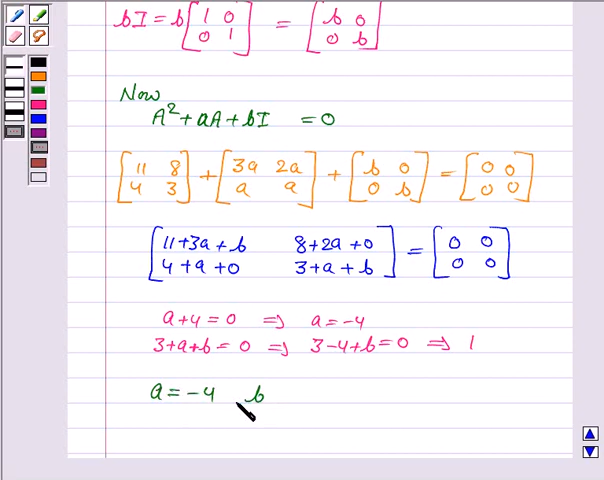 bI = b [1 0 0 1] = [b 0 0 b]
Now
A² + aA + bI = 0
[11 8 4 3] + [3a 2a a a] + [b 0 0 b] = [0 0 0 0]
[11+3a+b 8+2a+0 4+a+0 3+a+b] = [0 0 0 0]
a+4=0 ⇒ a=-4
3+a+b=0 ⇒ 3-4+b=0 ⇒ 1
a=-4 b